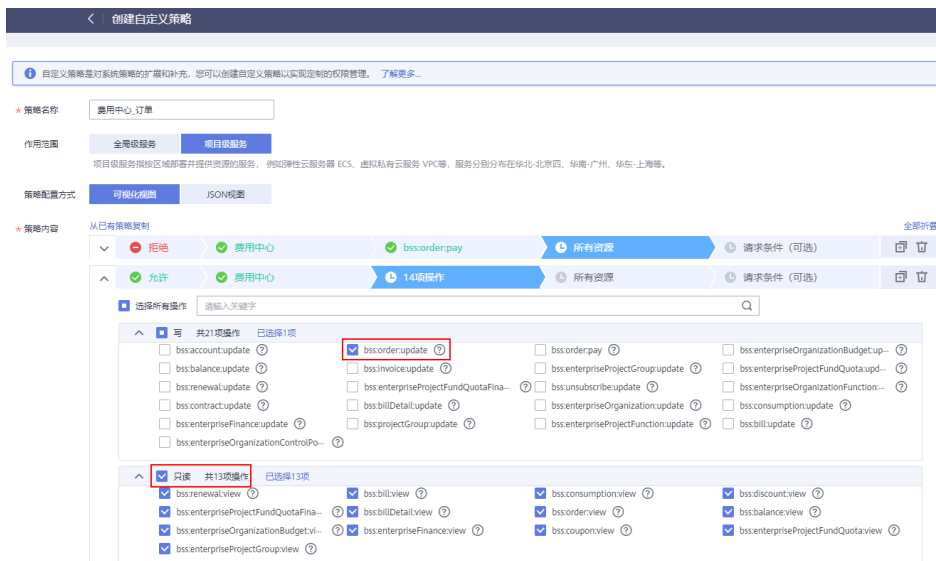 创建自定义策略
自定义策略是对系统策略的扩展和补充，您可以创建自定义策略以实现定制的权限管理。 了解更多...
* 策略名称 费用中心_订单
作用范围 全局级服务 项目级服务
项目级服务指按区域部署并提供资源的服务， 例如弹性云服务器 ECS、虚拟私有云服务 VPC等，服务分别分布在华北-北京四、华南-广州、华东-上海等。
策略配置方式 可视化视图 JSON视图
* 策略内容 从已有策略复制 全部折叠
拒绝 费用中心 bss:order:pay 所有资源 请求条件（可选）
允许 费用中心 14项操作 所有资源 请求条件（可选）
选择所有操作 请输入关键字
写 共21项操作 已选择1项
bss:account:update bss:order:update bss:order:pay bss:enterpriseOrganizationBudget:up...
bss:balance:update bss:invoice:update bss:enterpriseProjectGroup:update bss:enterpriseProjectFundQuota:upd...
bss:renewal:update bss:enterpriseProjectFundQuotaFina... bss:unsubscribe:update bss:enterpriseOrganizationFunction:...
bss:contract:update bss:billDetail:update bss:enterpriseOrganization:update bss:consumption:update
bss:enterpriseFinance:update bss:projectGroup:update bss:enterpriseProjectFunction:update bss:bill:update
bss:enterpriseOrganizationControlPo...
只读 共13项操作 已选择13项
bss:renewal:view bss:bill:view bss:consumption:view bss:discount:view
bss:enterpriseProjectFundQuotaFina... bss:billDetail:view bss:order:view bss:balance:view
bss:enterpriseOrganizationBudget:vi... bss:enterpriseFinance:view bss:coupon:view bss:enterpriseProjectFundQuota:view
bss:enterpriseProjectGroup:view